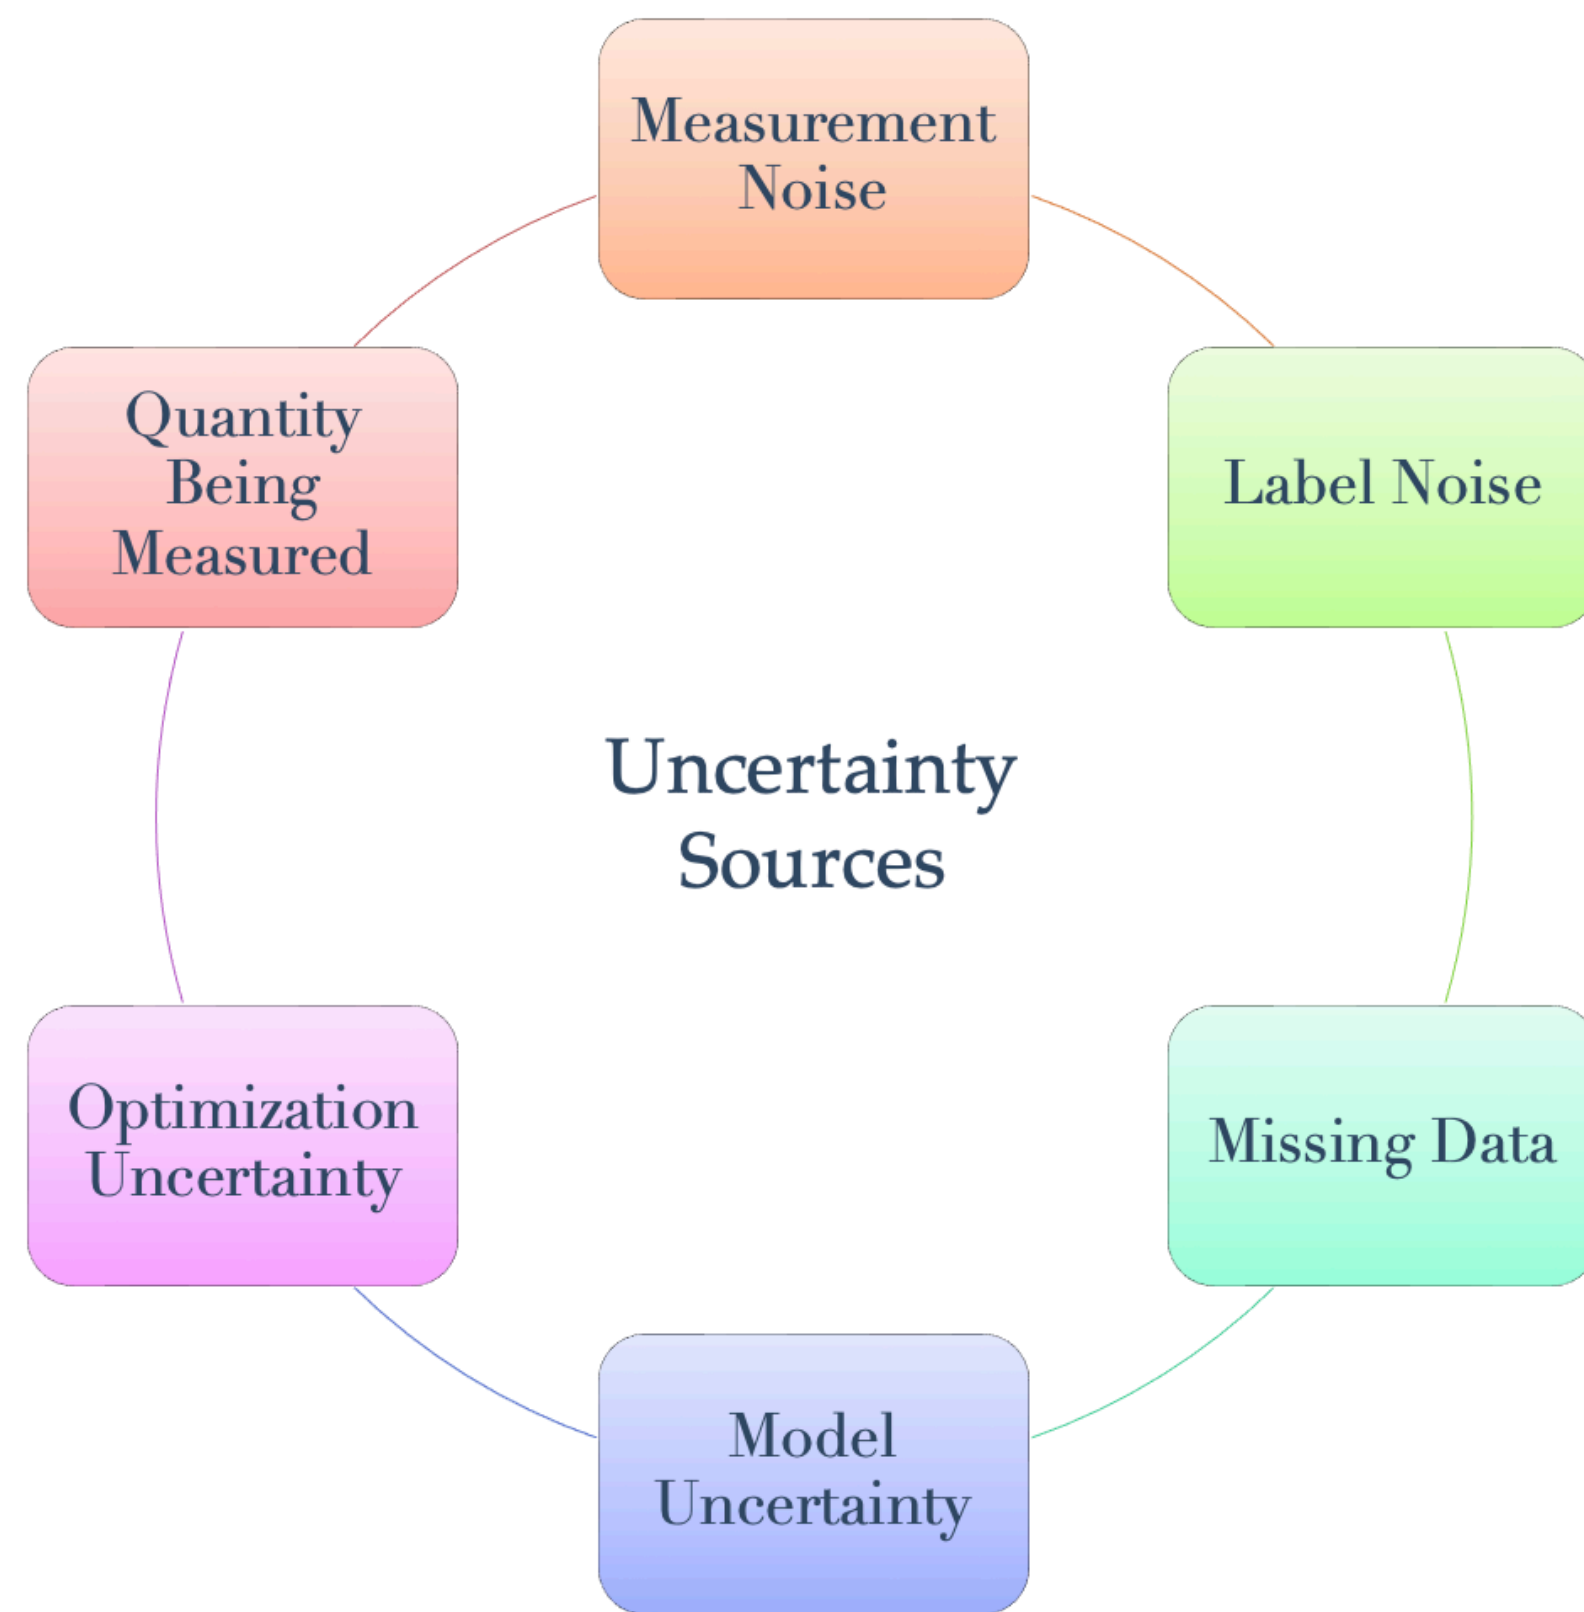 Measurement
Noise
Quantity
Being
Measured
Label Noise
Uncertainty
Sources
Optimization
Uncertainty
Missing Data
Model
Uncertainty